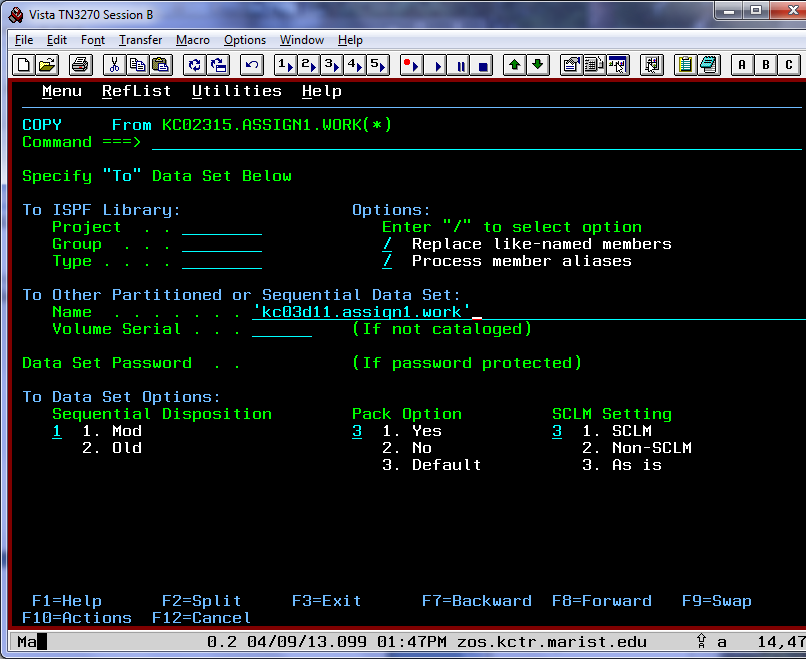 Vista TN3270 Session B
File Edit Font Transfer Macro Options Window Help
1 2 3 4 5 A B C
Menu RefList Utilities Help
COPY From KC02315.ASSIGN1.WORK(*)
Command ===>
Specify "To" Data Set Below
To ISPF Library: Options:
Project . . Enter "/" to select option
Group . . . / Replace like-named members
Type . . . . / Process member aliases
To Other Partitioned or Sequential Data Set:
Name . . . . . . . 'kc03d11.assign1.work'
Volume Serial . . . (If not cataloged)
Data Set Password . . (If password protected)
To Data Set Options:
Sequential Disposition Pack Option SCLM Setting
1 1. Mod 3 1. Yes 3 1. SCLM
2. Old 2. No 2. Non-SCLM
3. Default 3. As is
F1=Help F2=Split F3=Exit F7=Backward F8=Forward F9=Swap
F10=Actions F12=Cancel
Ma 0.2 04/09/13.099 01:47PM zos.kctr.marist.edu a 14,47